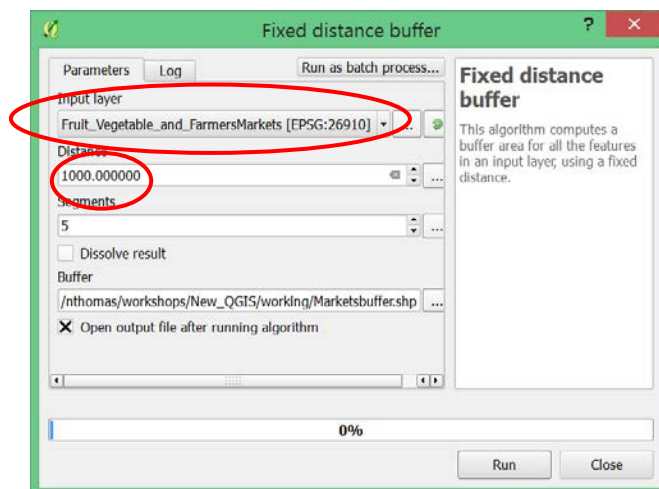 Fixed distance buffer
?
Parameters
Log
Run as batch process...
Input layer
Fruit_Vegetable_and_FarmersMarkets [EPSG:26910]
...
Distance
1000.000000
...
Segments
5
...
Dissolve result
Buffer
/nthomas/workshops/New_QGIS/working/Marketsbuffer.shp
...
Open output file after running algorithm
Fixed distance
buffer
This algorithm computes a
buffer area for all the features
in an input layer, using a fixed
distance.
0%
Run
Close